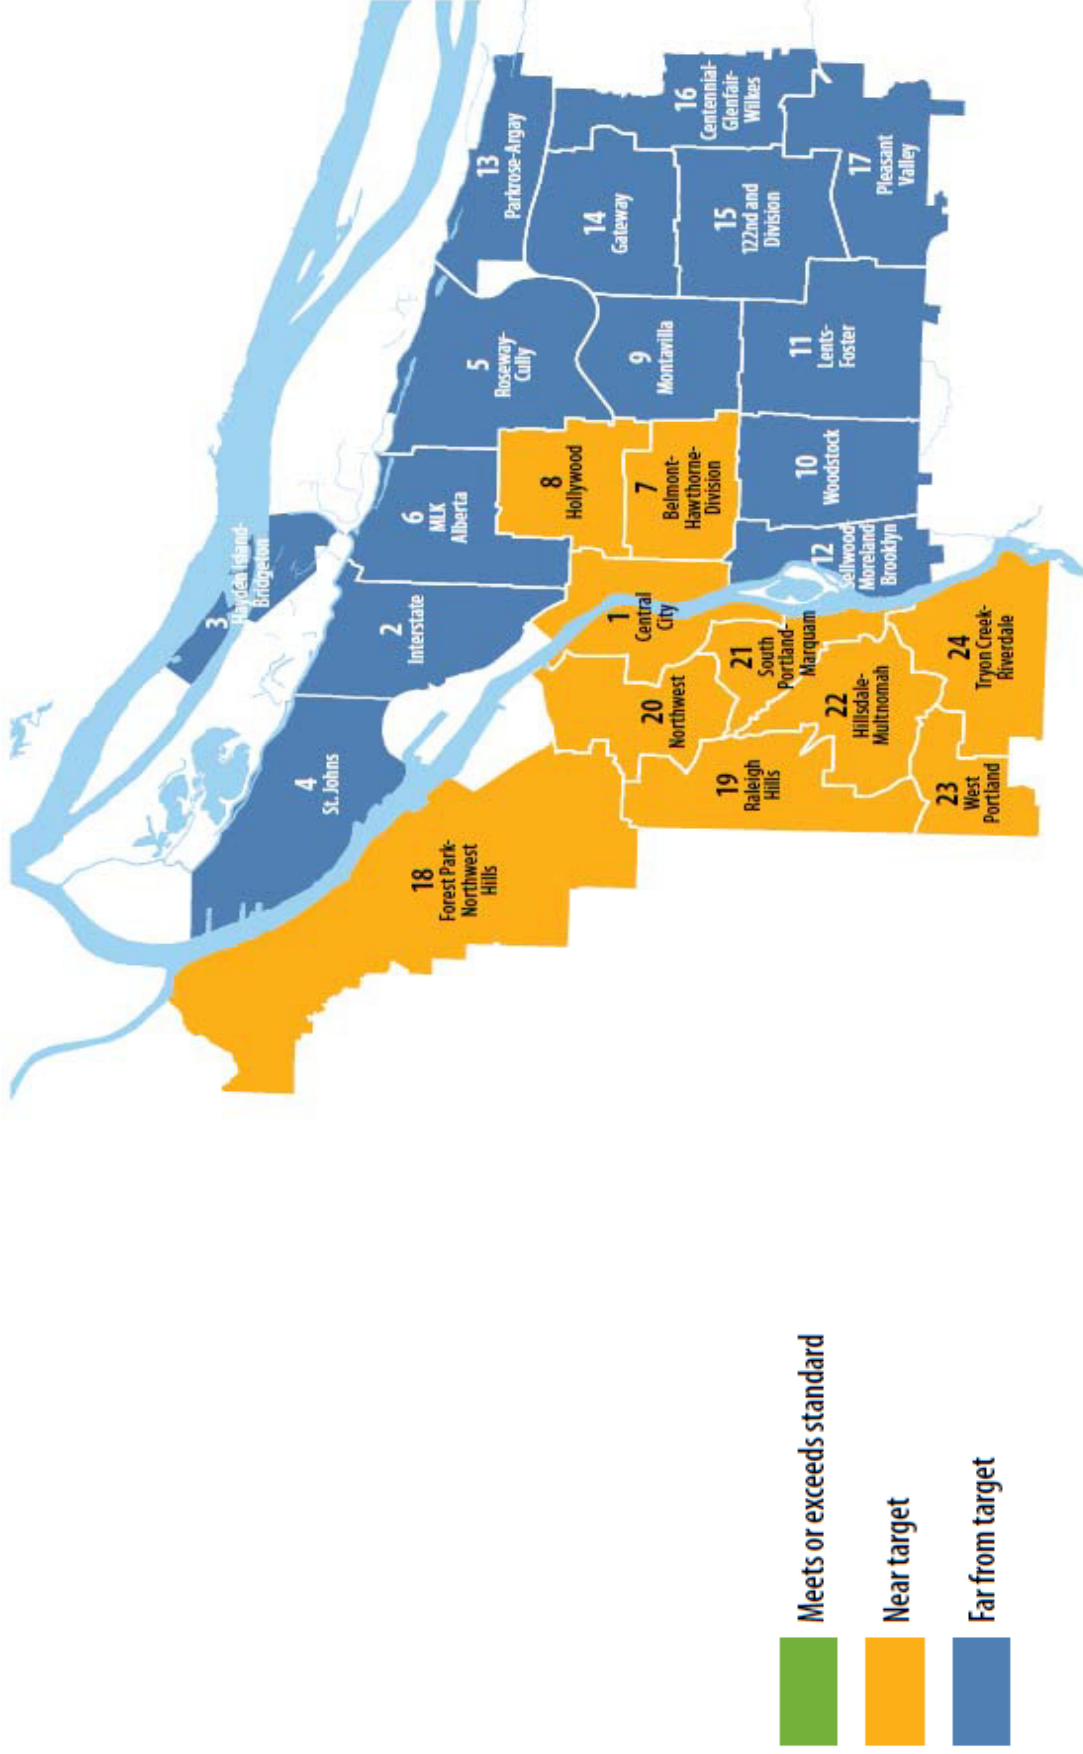 3
Hayden Island-
Bridgeton
4
St. Johns
2
Interstate
6
MLK
Alberta
5
Roseway-
Cully
13
Parkrose-Argay
18
Forest Park-
Northwest
Hills
8
Hollywood
14
Gateway
1
Central
City
7
Belmont-
Hawthorne-
Division
9
Montavilla
16
Centennial-
Glenfair-
Wilkes
20
Northwest
15
122nd and
Division
19
Raleigh
Hills
21
South
Portland-
Marquam
12
Sellwood-
Moreland-
Brooklyn
10
Woodstock
11
Lents-
Foster
17
Pleasant
Valley
22
Hillsdale-
Multnomah
23
West
Portland
24
Tryon Creek-
Riverdale
Meets or exceeds standard
Near target
Far from target